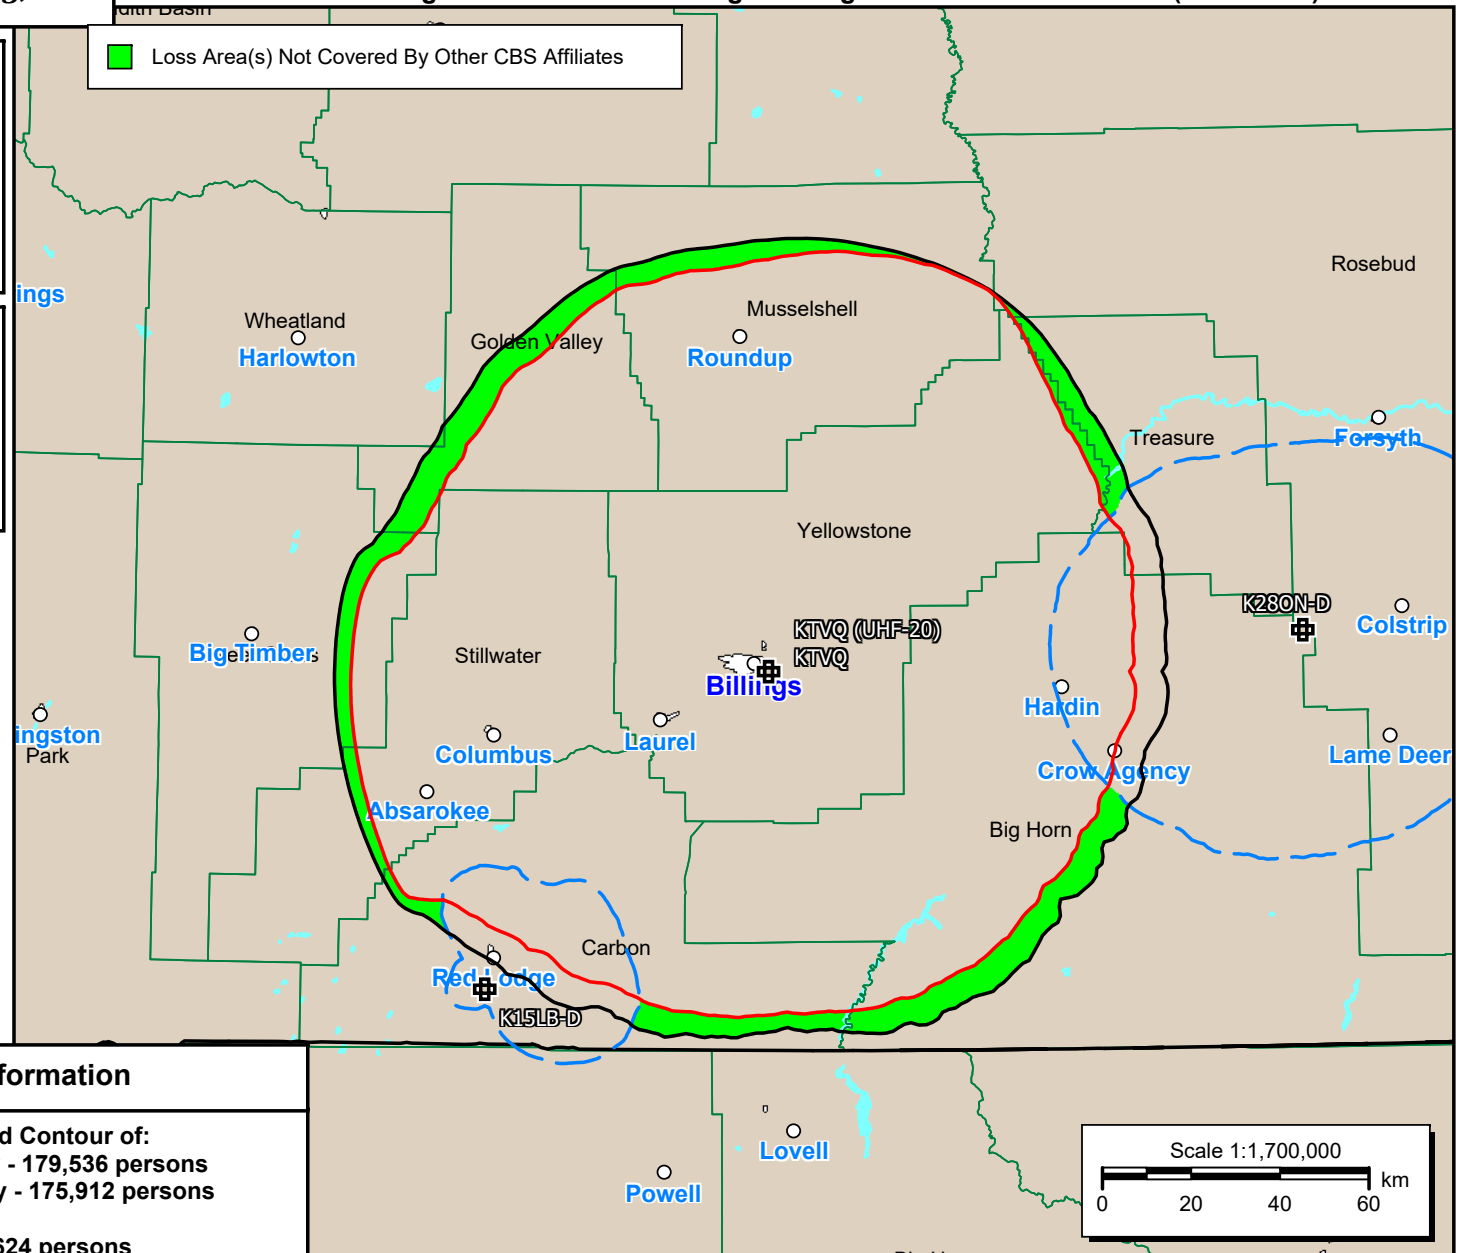 Loss Area(s) Not Covered By Other CBS Affiliates
Rosebud
ings
Musselshell
Wheatland
Golden Valley
Harlowton
Roundup
Forsyth
Treasure
Yellowstone
K28ON-D
Colstrip
KTVQ (UHF-20)
KTVQ
Big Timber
Stillwater
Billings
Hardin
ingston
Park
Laurel
Columbus
Lame Deer
Crow Agency
Absarokee
Big Horn
Carbon
Red Lodge
K15LB-D
formation
d Contour of:
- 179,536 persons
y - 175,912 persons
624 persons
Lovell
Powell
Scale 1:1,700,000
km
0 20 40 60